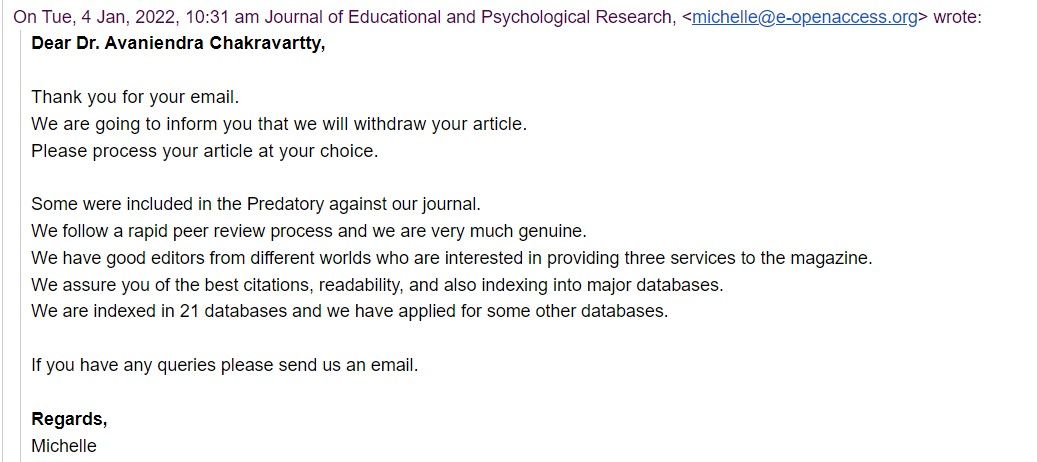 On Tue, 4 Jan, 2022, 10:31 am Journal of Educational and Psychological Research, <michelle@e-openaccess.org> wrote:
Dear Dr. Avaniendra Chakravartty,
Thank you for your email.
We are going to inform you that we will withdraw your article.
Please process your article at your choice.
Some were included in the Predatory against our journal.
We follow a rapid peer review process and we are very much genuine.
We have good editors from different worlds who are interested in providing three services to the magazine.
We assure you of the best citations, readability, and also indexing into major databases.
We are indexed in 21 databases and we have applied for some other databases.
If you have any queries please send us an email.
Regards,
Michelle